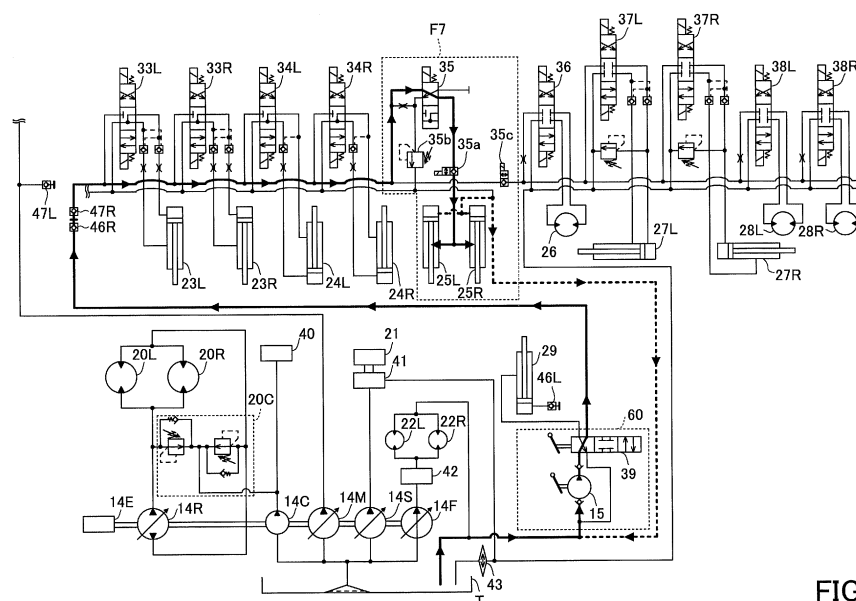 F7
37L 37R
33L 33R 34L 34R 35 36 38L 38R
35b 35a 35c
47L 47R
46R
23L 23R 24L 24R 25L 25R 26 27L 28L 28R
27R
40 21
41
29
46L
20L 20R
20C
22L 22R
42
60
39
15
14E 14R 14C 14M 14S 14F
43
T
FIG